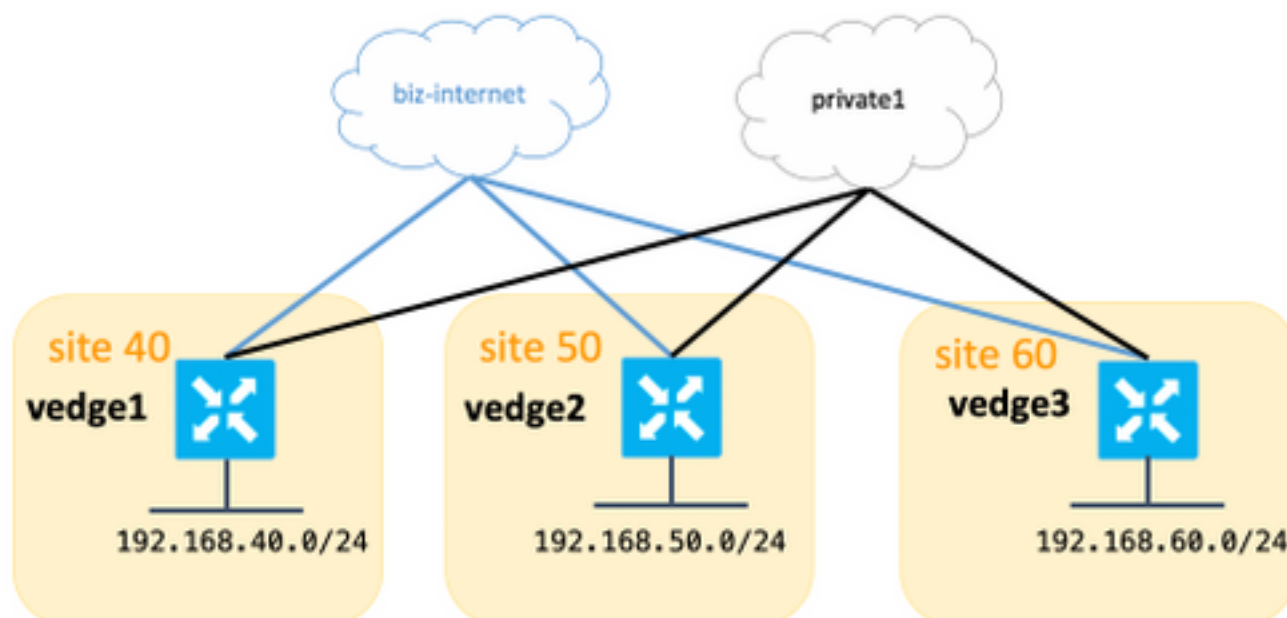 biz-internet
private1
site 40
vedge1
192.168.40.0/24
site 50
vedge2
192.168.50.0/24
site 60
vedge3
192.168.60.0/24